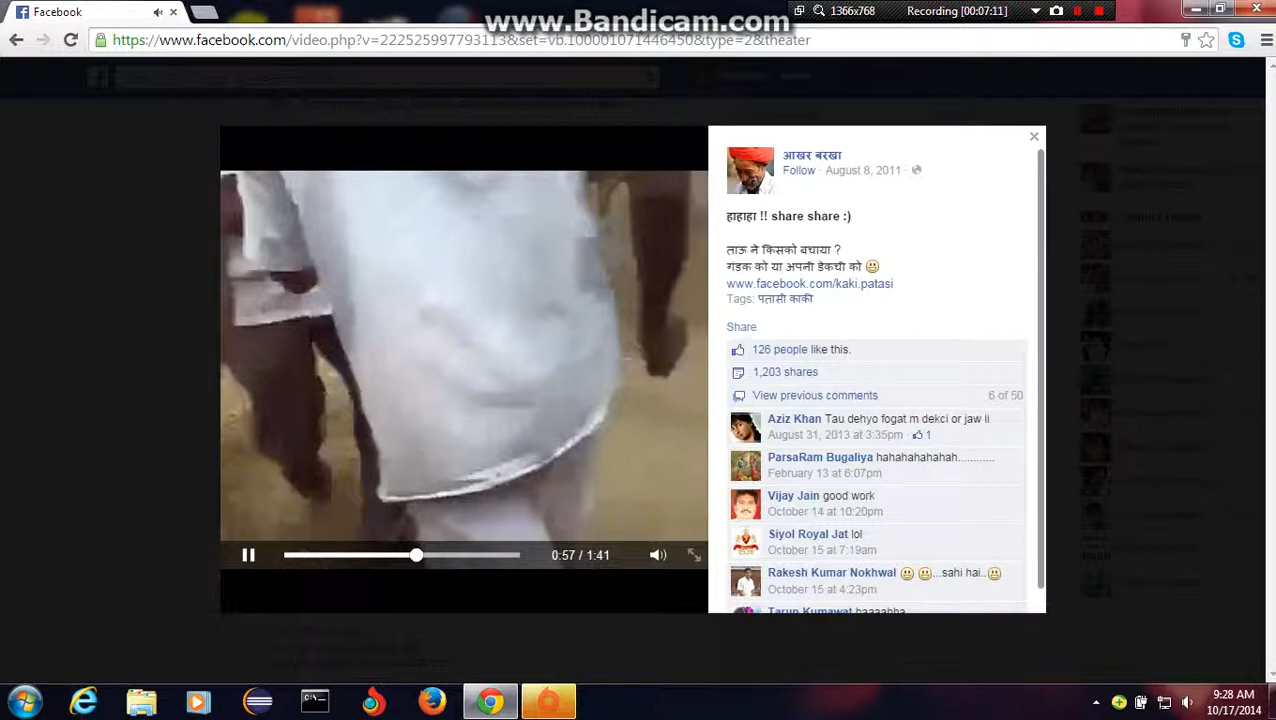 www.Bandicam.com
Facebook
1366x768
Recording [00:07:11]
https://www.facebook.com/video.php?v=222525997793113&set=vb100001071446450&type=2&theater
आखर बरखा
Follow · August 8, 2011
हाहाहा !! share share :)
ताऊ ने किसको बचाया ?
गंडक को या अपनी डेकची को
www.facebook.com/kaki.patasi
Tags: पतासी काकी
Share
126 people like this.
1,203 shares
View previous comments 6 of 50
Aziz Khan Tau dehyo fogat m dekci or jaw li
August 31, 2013 at 3:35pm · 1
ParsaRam Bugaliya hahahahahahah............
February 13 at 6:07pm
Vijay Jain good work
October 14 at 10:20pm
Siyol Royal Jat lol
October 15 at 7:19am
Rakesh Kumar Nokhwal ...sahi hai..
October 15 at 4:23pm
Tarun Kumawat haaaahha
0:57 / 1:41
9:28 AM
10/17/2014